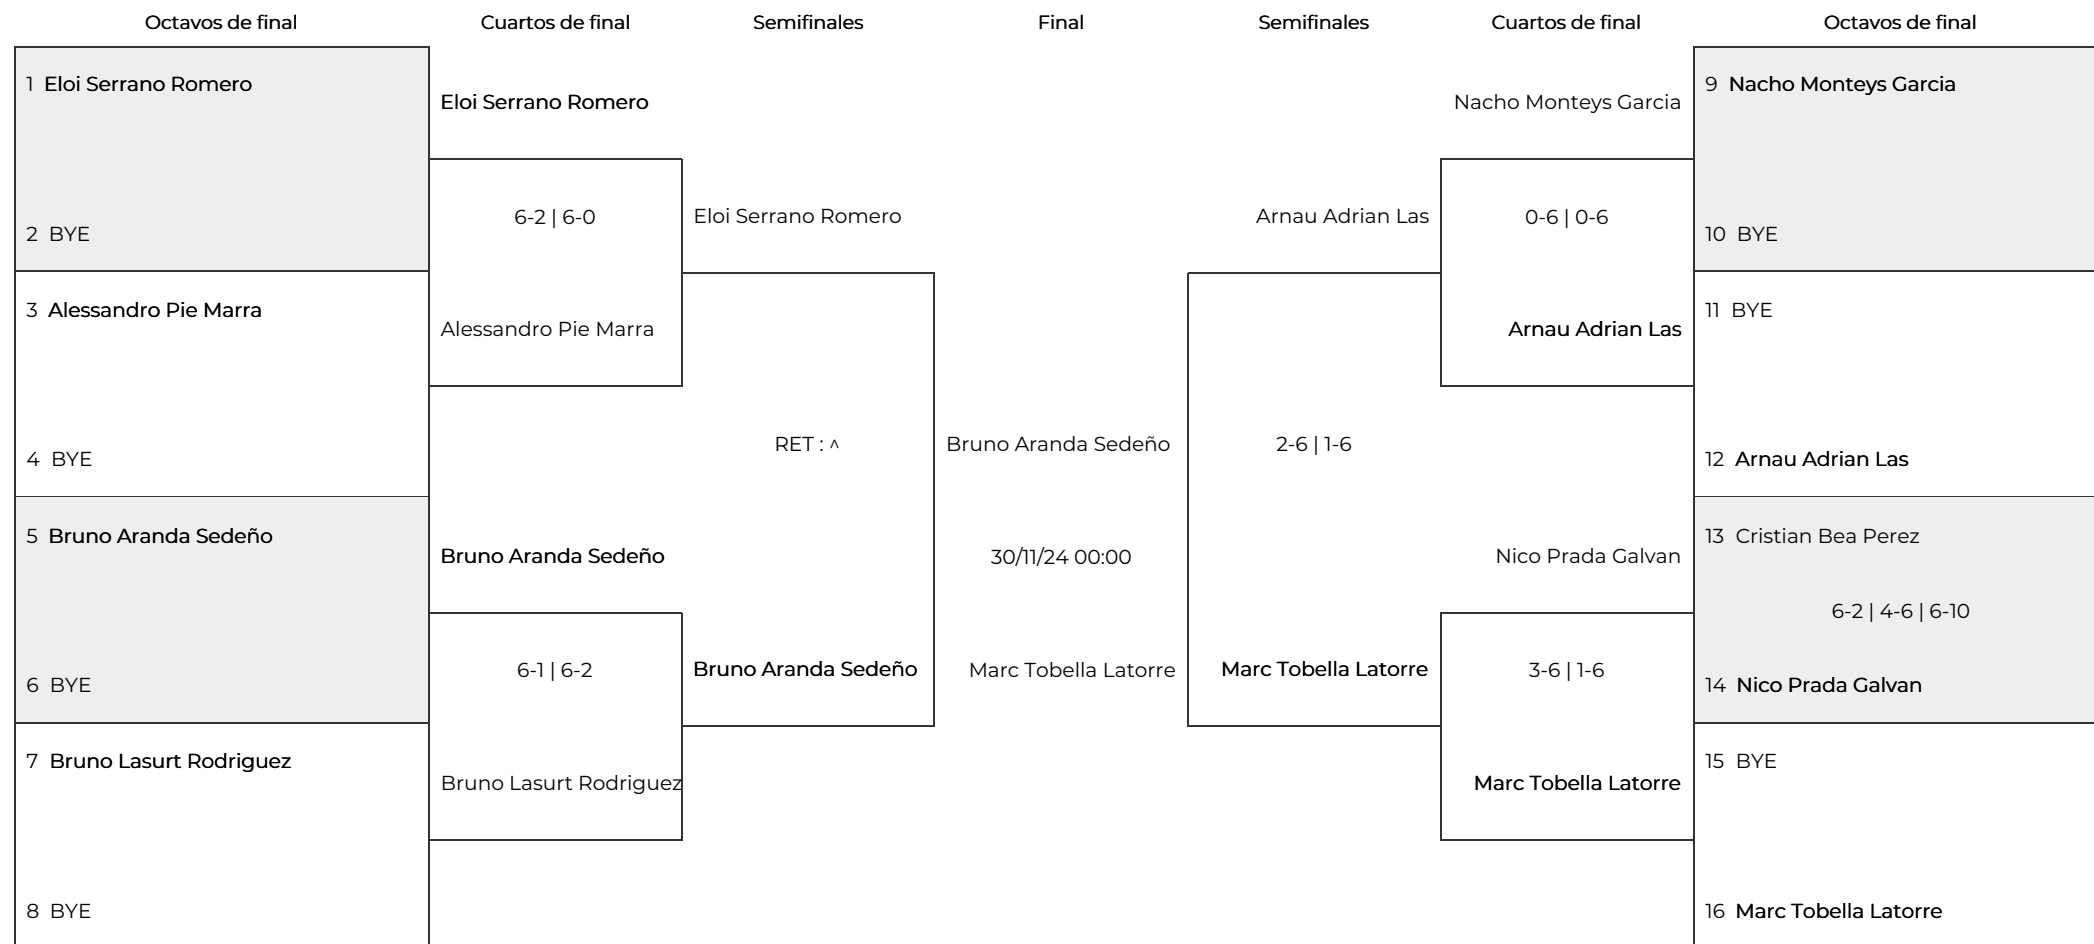 Octavos de final
Cuartos de final
Semifinales
Final
Semifinales
Cuartos de final
Octavos de final
1 Eloi Serrano Romero
2 BYE
3 Alessandro Pie Marra
4 BYE
5 Bruno Aranda Sedeño
6 BYE
7 Bruno Lasurt Rodriguez
8 BYE
Eloi Serrano Romero
6-2 | 6-0
Alessandro Pie Marra
Bruno Aranda Sedeño
6-1 | 6-2
Bruno Lasurt Rodriguez
Eloi Serrano Romero
RET : ^
Bruno Aranda Sedeño
Bruno Aranda Sedeño
30/11/24 00:00
Marc Tobella Latorre
Arnau Adrian Las
2-6 | 1-6
Marc Tobella Latorre
Nacho Monteys Garcia
0-6 | 0-6
Arnau Adrian Las
Nico Prada Galvan
3-6 | 1-6
Marc Tobella Latorre
9 Nacho Monteys Garcia
10 BYE
11 BYE
12 Arnau Adrian Las
13 Cristian Bea Perez
6-2 | 4-6 | 6-10
14 Nico Prada Galvan
15 BYE
16 Marc Tobella Latorre